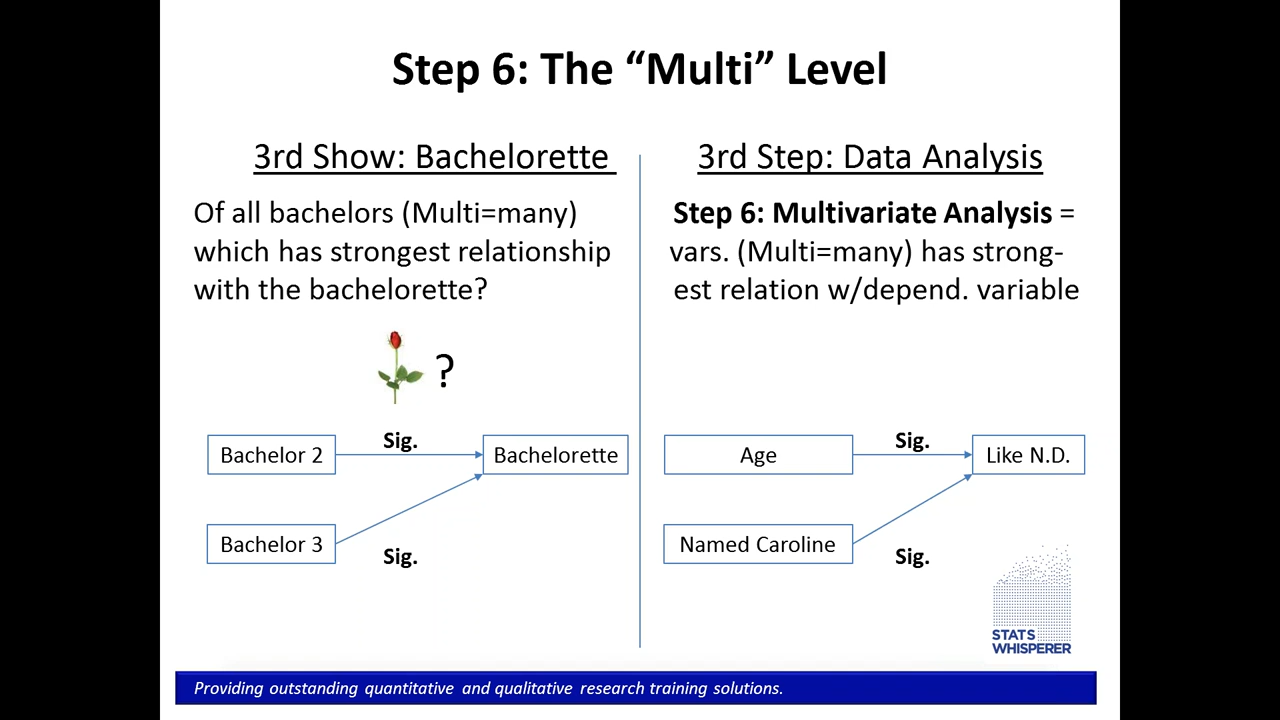 Step 6: The “Multi” Level
3rd Show: Bachelorette
Of all bachelors (Multi=many)
which has strongest relationship
with the bachelorette?
?
Sig.
Bachelor 2
Bachelorette
Bachelor 3
Sig.
3rd Step: Data Analysis
Step 6: Multivariate Analysis =
vars. (Multi=many) has strong-
est relation w/depend. variable
Sig.
Age
Like N.D.
Named Caroline
Sig.
STATS
WHISPERER
Providing outstanding quantitative and qualitative research training solutions.